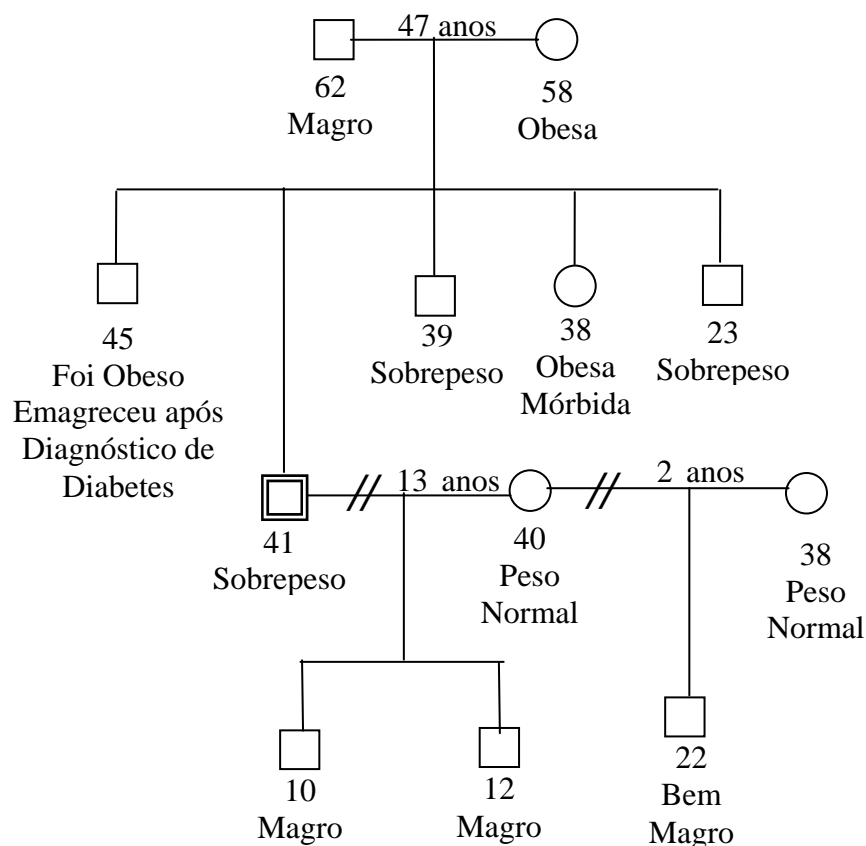 47 anos
62
Magro
58
Obesa
45
Foi Obeso
Emagreceu após
Diagnóstico de
Diabetes
39
Sobrepeso
38
Obesa
Mórbida
23
Sobrepeso
13 anos
2 anos
41
Sobrepeso
40
Peso
Normal
38
Peso
Normal
10
Magro
12
Magro
22
Bem
Magro